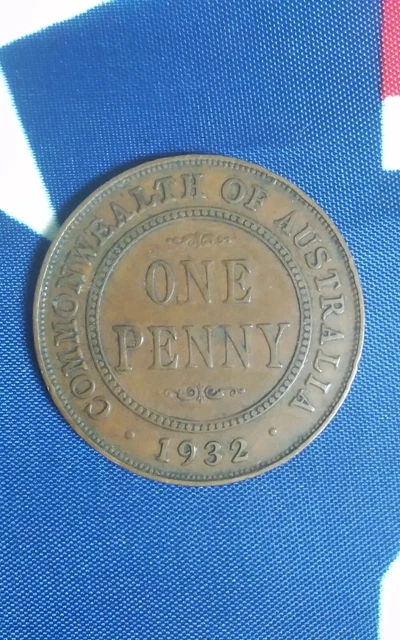 COMMONWEALTH OF AUSTRALIA
ONE
PENNY
· 1932 ·